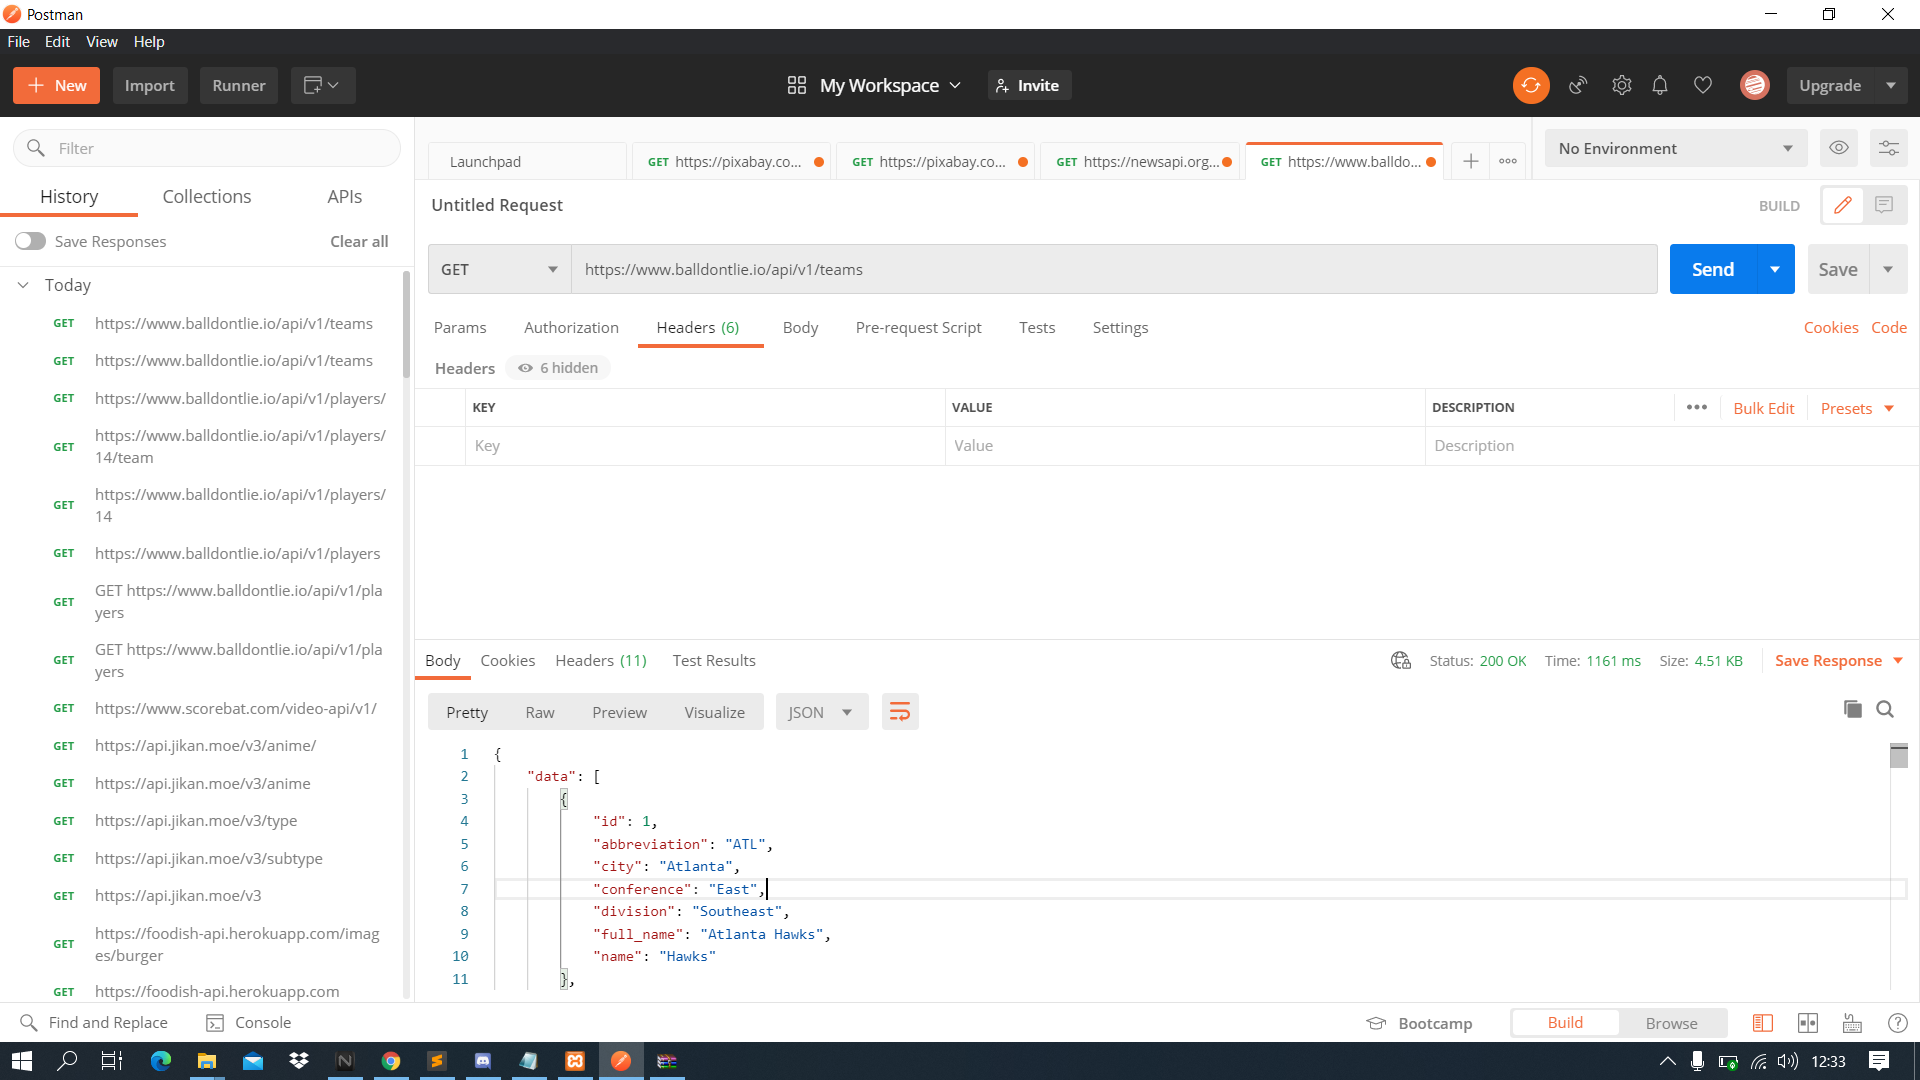 Postman
File Edit View Help
New Import Runner My Workspace Invite Upgrade
Filter
History Collections APIs
Save Responses Clear all
Today
GET https://www.balldontlie.io/api/v1/teams
GET https://www.balldontlie.io/api/v1/teams
GET https://www.balldontlie.io/api/v1/players/
GET https://www.balldontlie.io/api/v1/players/
14/team
GET https://www.balldontlie.io/api/v1/players/
14
GET https://www.balldontlie.io/api/v1/players
GET GET https://www.balldontlie.io/api/v1/pla
yers
GET GET https://www.balldontlie.io/api/v1/pla
yers
GET https://www.scorebat.com/video-api/v1/
GET https://api.jikan.moe/v3/anime/
GET https://api.jikan.moe/v3/anime
GET https://api.jikan.moe/v3/type
GET https://api.jikan.moe/v3/subtype
GET https://api.jikan.moe/v3
GET https://foodish-api.herokuapp.com/imag
es/burger
GET https://foodish-api.herokuapp.com
Launchpad GET https://pixabay.co... GET https://pixabay.co... GET https://newsapi.org... GET https://www.balldo... No Environment
Untitled Request BUILD
GET https://www.balldontlie.io/api/v1/teams Send Save
Params Authorization Headers (6) Body Pre-request Script Tests Settings Cookies Code
Headers 6 hidden
KEY VALUE DESCRIPTION Bulk Edit Presets
Key Value Description
Body Cookies Headers (11) Test Results Status: 200 OK Time: 1161 ms Size: 4.51 KB Save Response
Pretty Raw Preview Visualize JSON
1 {
2 "data": [
3 {
4 "id": 1,
5 "abbreviation": "ATL",
6 "city": "Atlanta",
7 "conference": "East",
8 "division": "Southeast",
9 "full_name": "Atlanta Hawks",
10 "name": "Hawks"
11 },
Find and Replace Console Bootcamp Build Browse
12:33